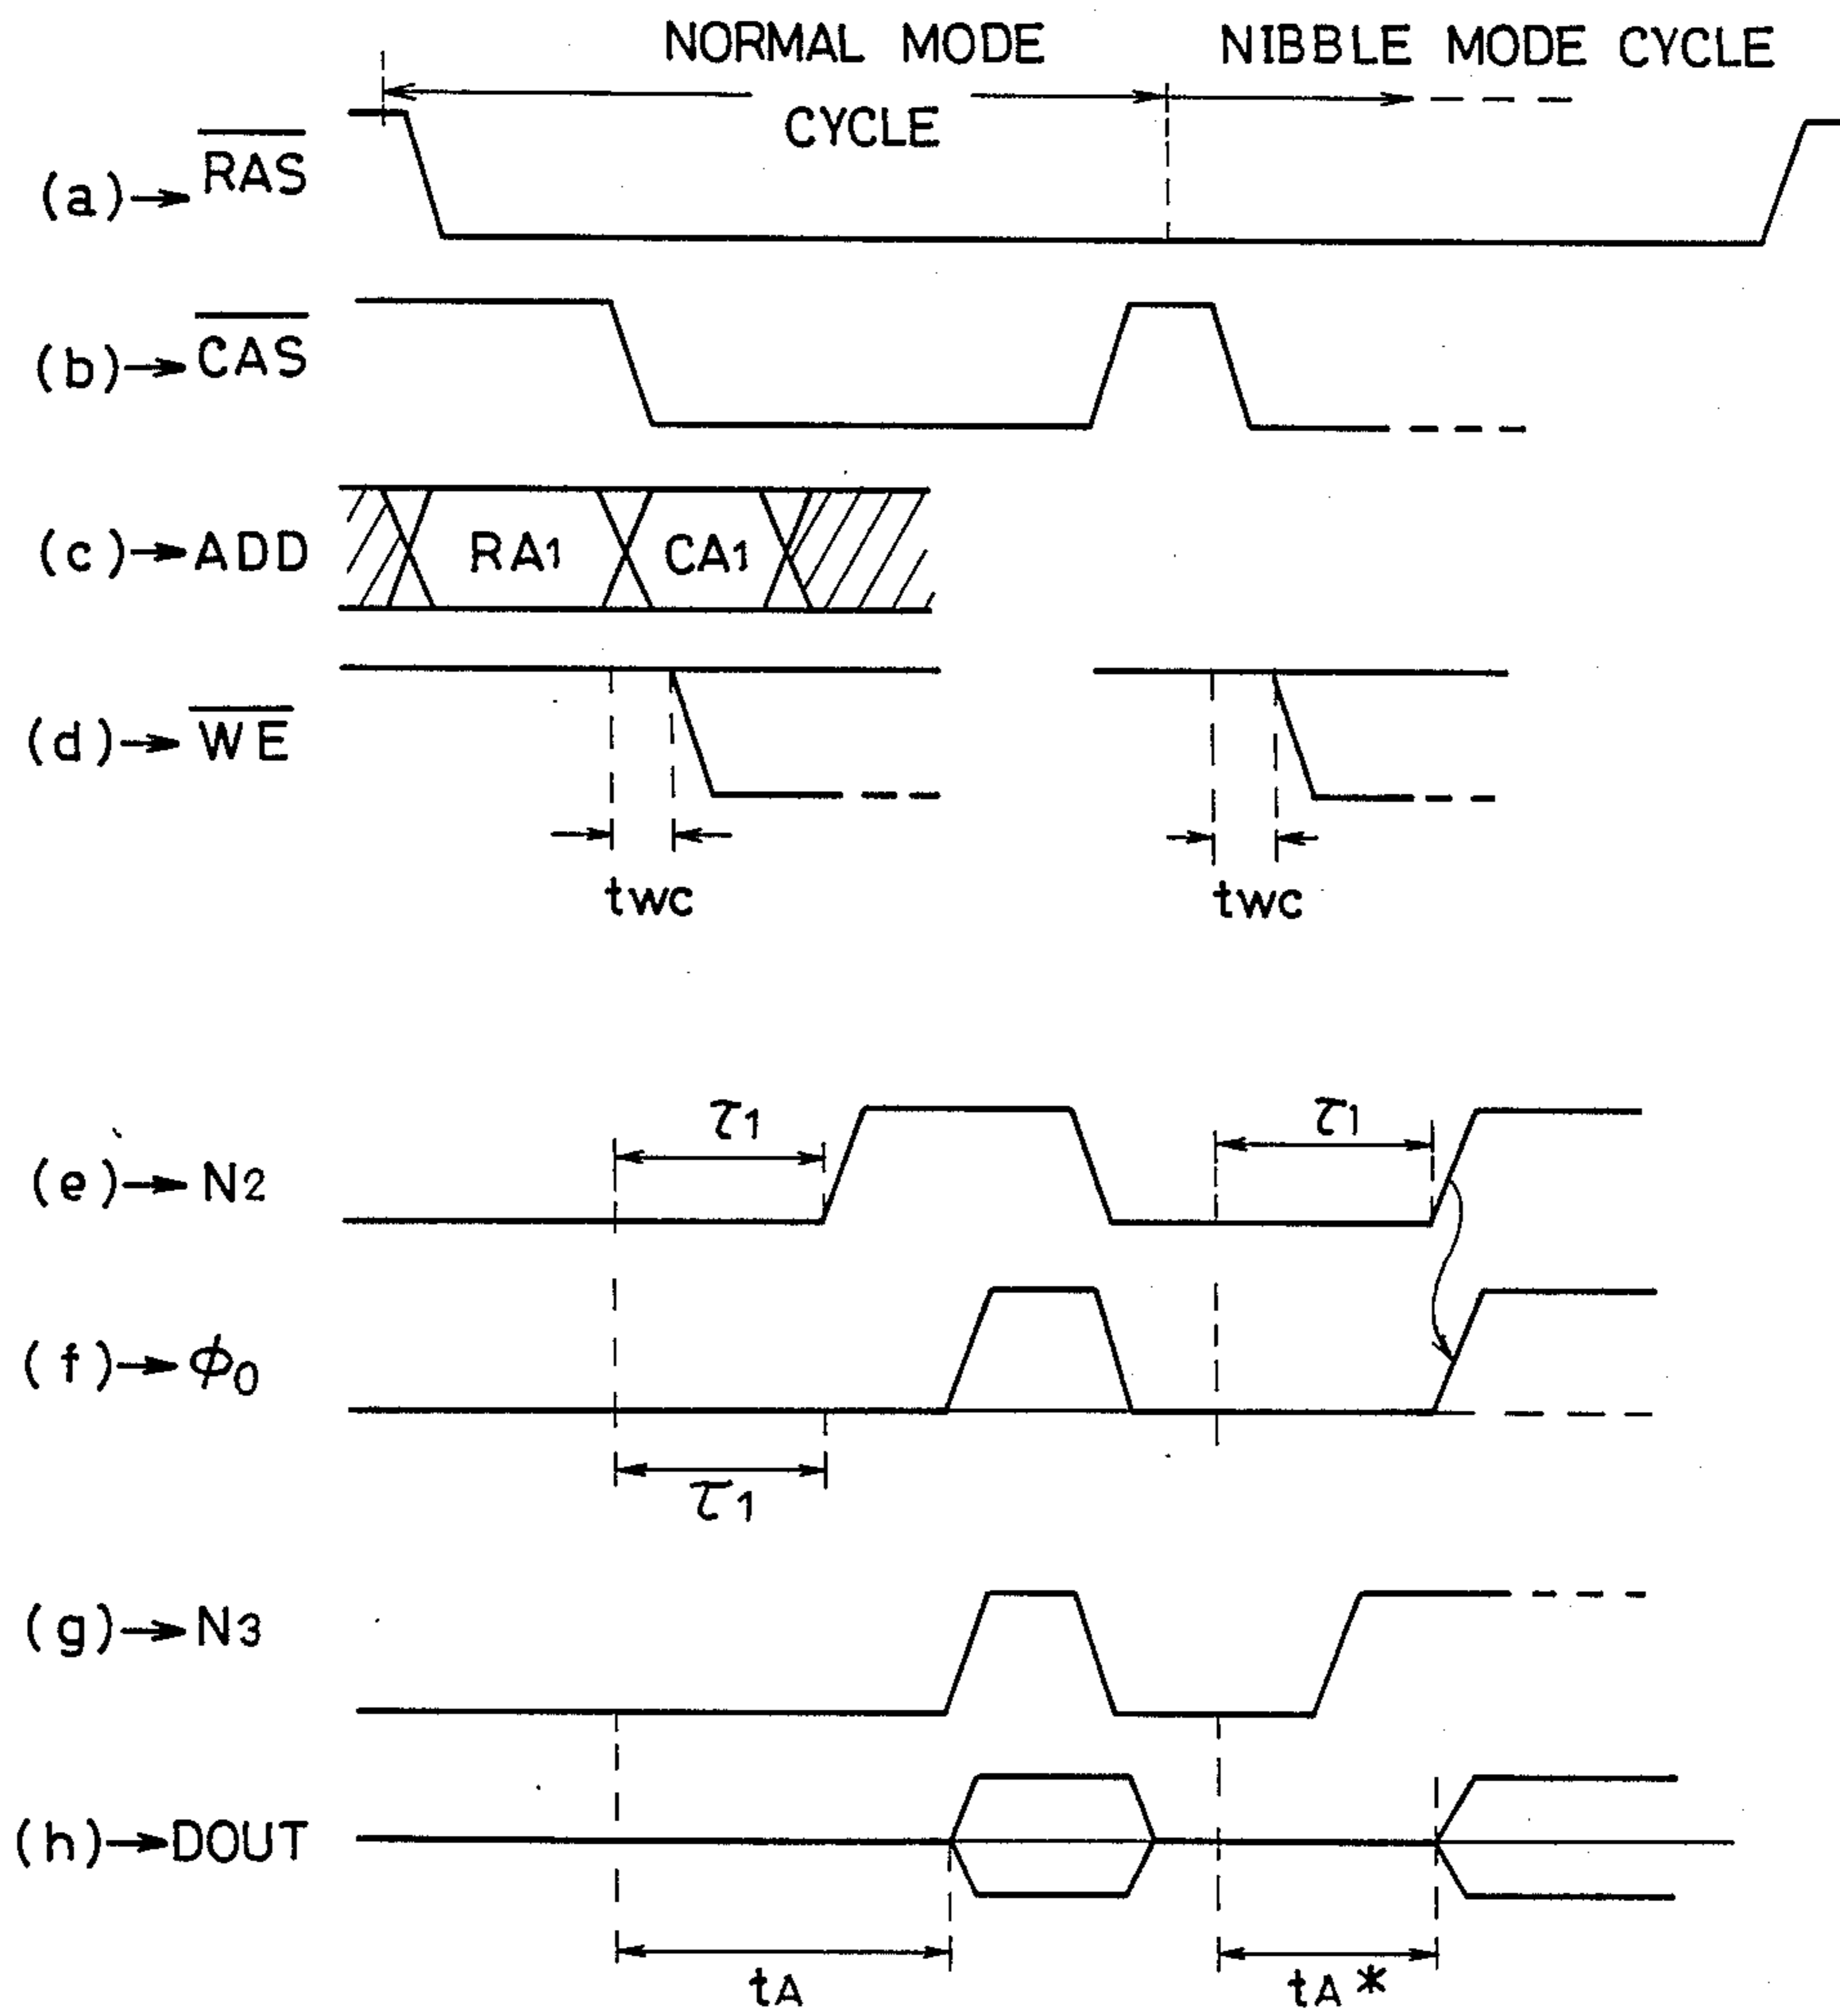 NORMAL MODE CYCLE
NIBBLE MODE CYCLE
(a) → RAS
(b) → CAS
(c) → ADD
RA1
CA1
(d) → WE
twc
twc
(e) → N2
τ1
τ1
(f) → φ0
τ1
(g) → N3
(h) → DOUT
tA
tA*